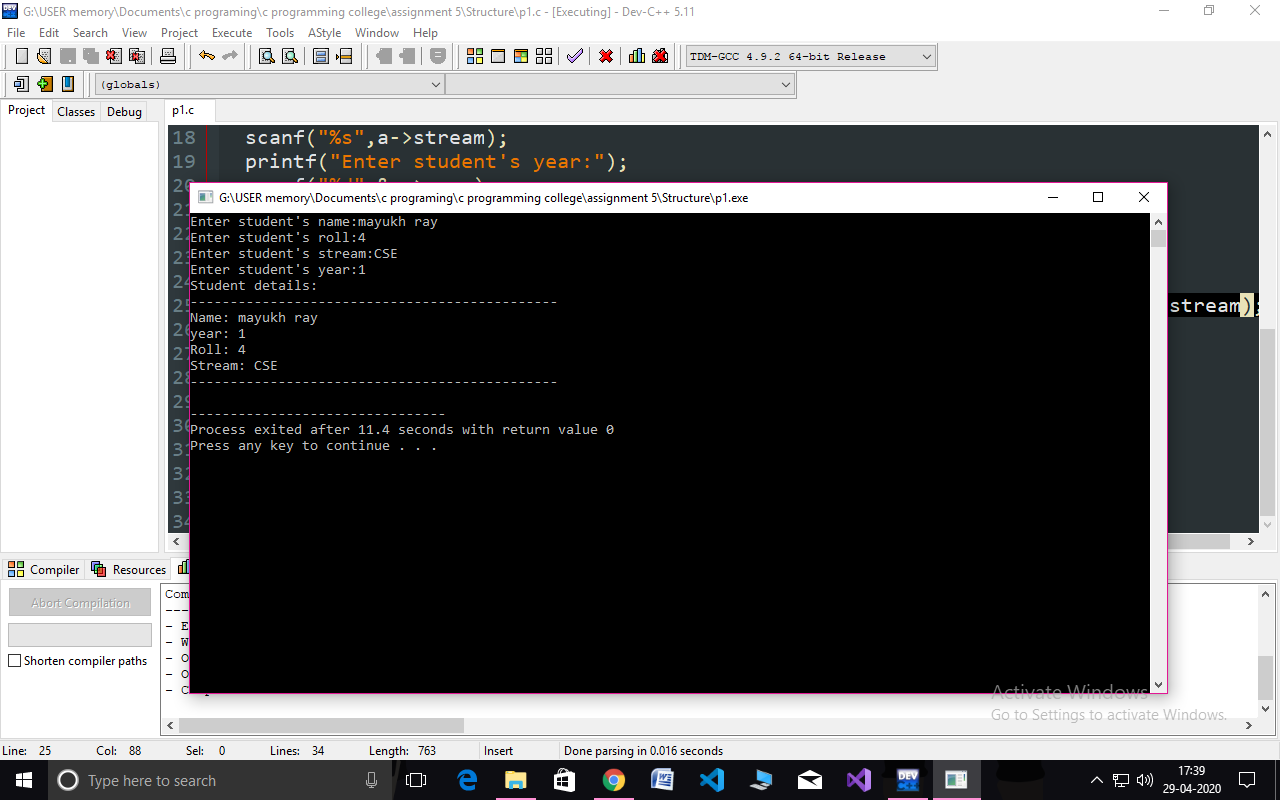 G:\USER memory\Documents\c programing\c programming college\assignment 5\Structure\p1.c - [Executing] - Dev-C++ 5.11
File Edit Search View Project Execute Tools AStyle Window Help
TDM-GCC 4.9.2 64-bit Release
(globals)
Project Classes Debug p1.c
18 scanf("%s",a->stream);
19 printf("Enter student's year:");
G:\USER memory\Documents\c programing\c programming college\assignment 5\Structure\p1.exe
Enter student's name:mayukh ray
Enter student's roll:4
Enter student's stream:CSE
Enter student's year:1
Student details:
----------------------------------------------
Name: mayukh ray
year: 1
Roll: 4
Stream: CSE
----------------------------------------------
--------------------------------
Process exited after 11.4 seconds with return value 0
Press any key to continue . . .
stream);
Compiler Resources
Abort Compilation
Shorten compiler paths
Activate Windows
Go to Settings to activate Windows.
Line: 25 Col: 88 Sel: 0 Lines: 34 Length: 763 Insert Done parsing in 0.016 seconds
Type here to search
17:39
29-04-2020